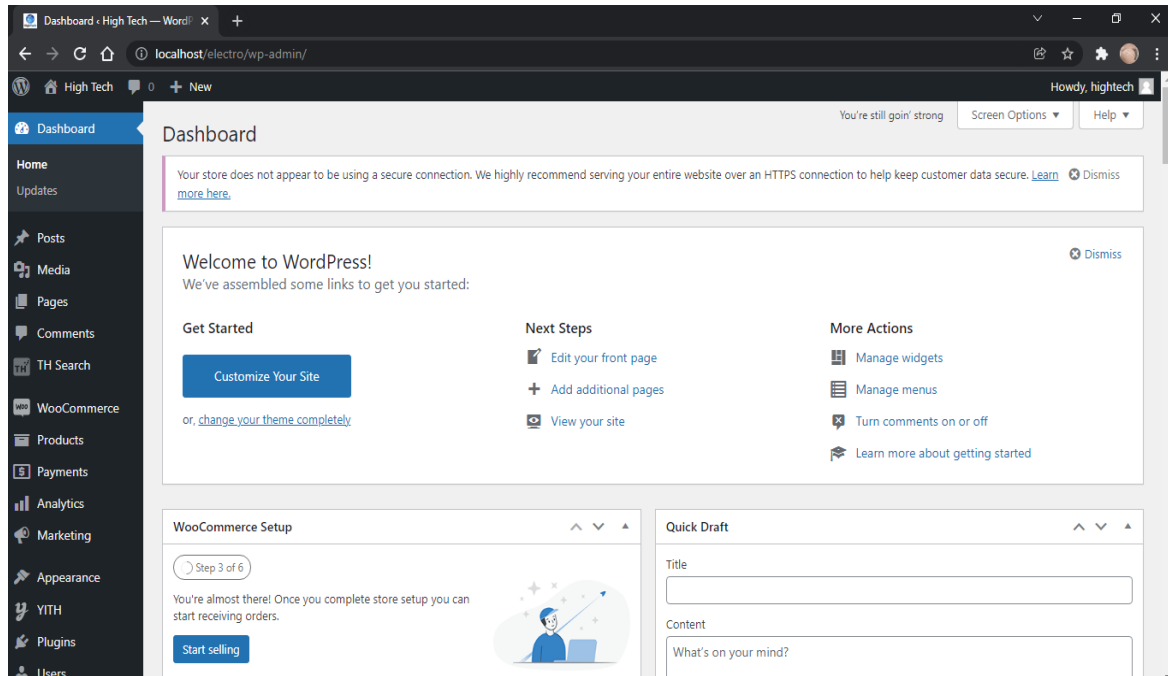 Dashboard ‹ High Tech — WordP
localhost/electro/wp-admin/
High Tech 0 New Howdy, hightech
You're still goin' strong Screen Options Help
Dashboard
Home
Updates
Posts
Media
Pages
Comments
TH Search
WooCommerce
Products
Payments
Analytics
Marketing
Appearance
YITH
Plugins
Users
Dashboard
Your store does not appear to be using a secure connection. We highly recommend serving your entire website over an HTTPS connection to help keep customer data secure. Learn Dismiss
more here.
Welcome to WordPress! Dismiss
We've assembled some links to get you started:
Get Started
Customize Your Site
or, change your theme completely
Next Steps
Edit your front page
Add additional pages
View your site
More Actions
Manage widgets
Manage menus
Turn comments on or off
Learn more about getting started
WooCommerce Setup
Step 3 of 6
You're almost there! Once you complete store setup you can
start receiving orders.
Start selling
Quick Draft
Title
Content
What's on your mind?